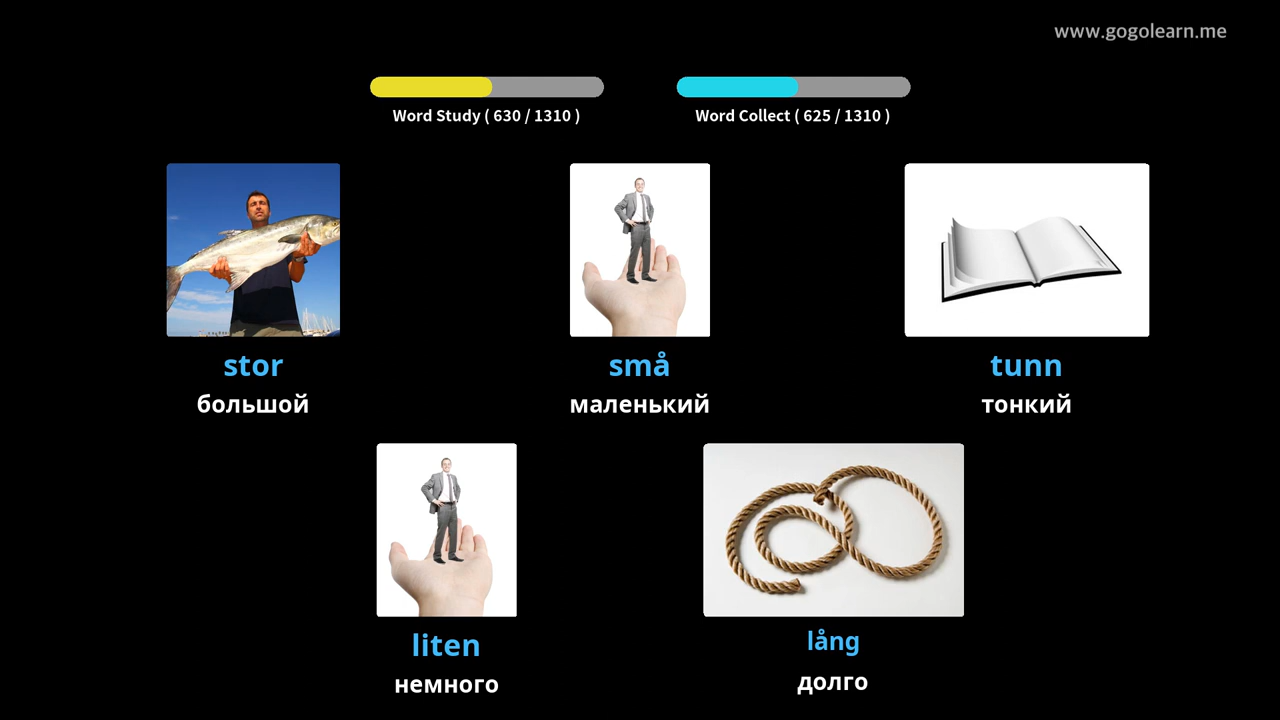 www.gogolearn.me
Word Study ( 630 / 1310 )
Word Collect ( 625 / 1310 )
stor
små
tunn
большой
маленький
тонкий
liten
lång
немного
долго